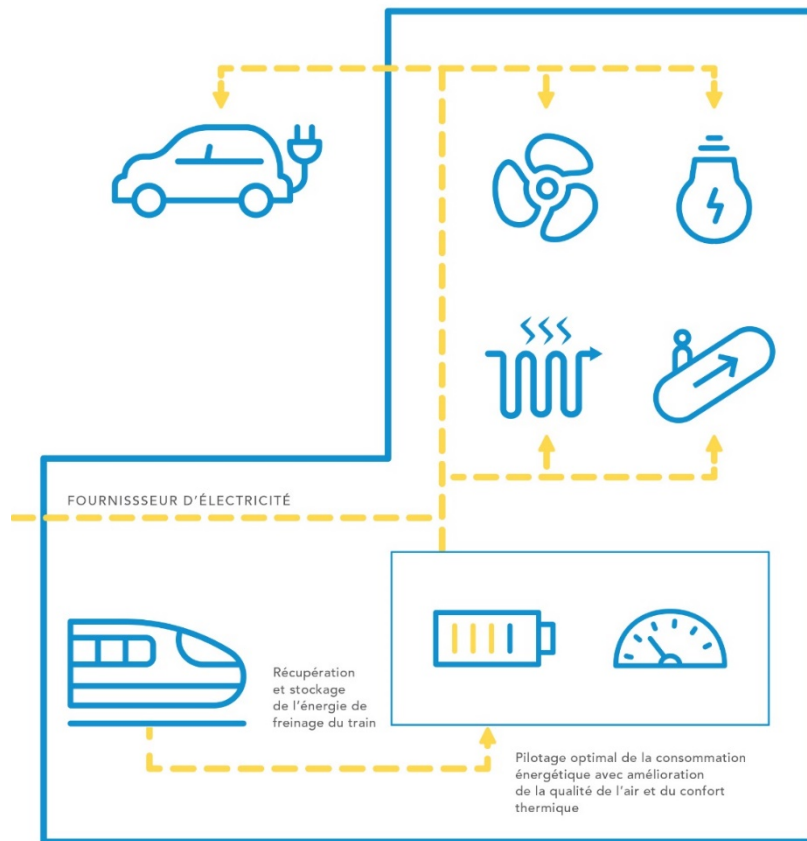 FOURNISSSEUR D'ÉLECTRICITÉ
Récupération
et stockage
de l'énergie de
freinage du train
Pilotage optimal de la consommation
énergétique avec amélioration
de la qualité de l'air et du confort
thermique